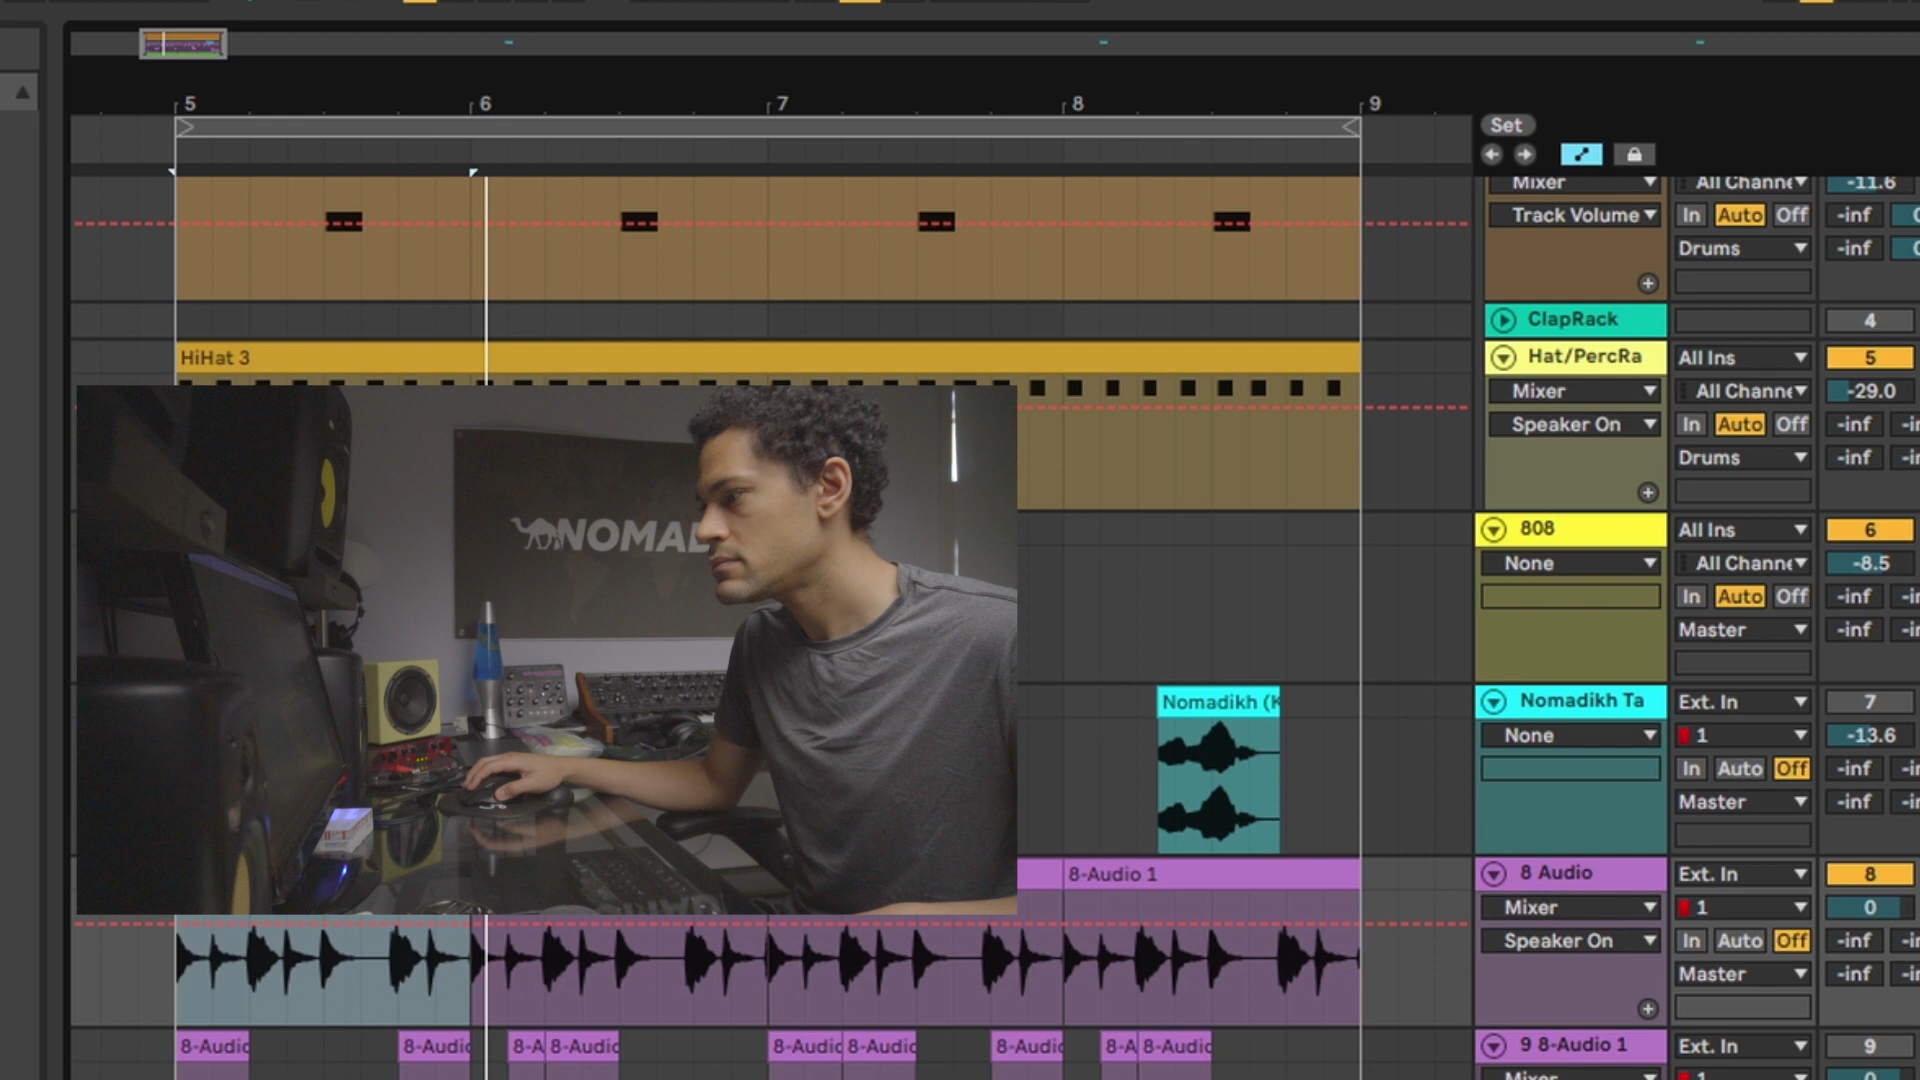 5 6 7 8 9
Set
Mixer All Channe -11.6
Track Volume In Auto Off -inf
Drums -inf
ClapRack 4
HiHat 3 Hat/PercRa All Ins 5
Mixer All Channe -29.0
Speaker On In Auto Off -inf
Drums -inf
NOMAD
808 All Ins 6
None All Channe -8.5
In Auto Off -inf
Master -inf
Nomadikh (K Nomadikh Ta Ext. In 7
None 1 -13.6
In Auto Off -inf
Master -inf
8-Audio 1 8 Audio Ext. In 8
Mixer 1 0
Speaker On In Auto Off -inf
Master -inf
8-Audio 8-Audio 8-A 8-Audio 8-Audio 8-Audio 8-Audio 8-A 8-Audio 9 8-Audio 1 Ext. In 9
Mixer 1 0